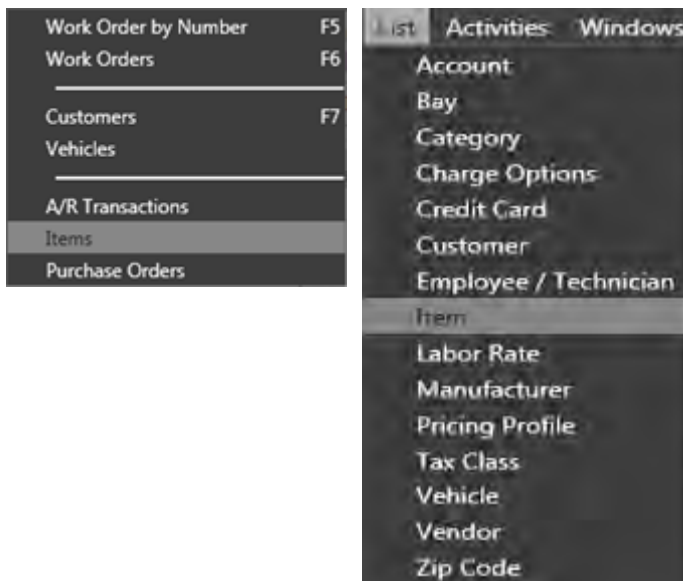 Work Order by Number F5
Work Orders F6
Customers F7
Vehicles
A/R Transactions
Items
Purchase Orders
List Activities Windows
Account
Bay
Category
Charge Options
Credit Card
Customer
Employee / Technician
Item
Labor Rate
Manufacturer
Pricing Profile
Tax Class
Vehicle
Vendor
Zip Code